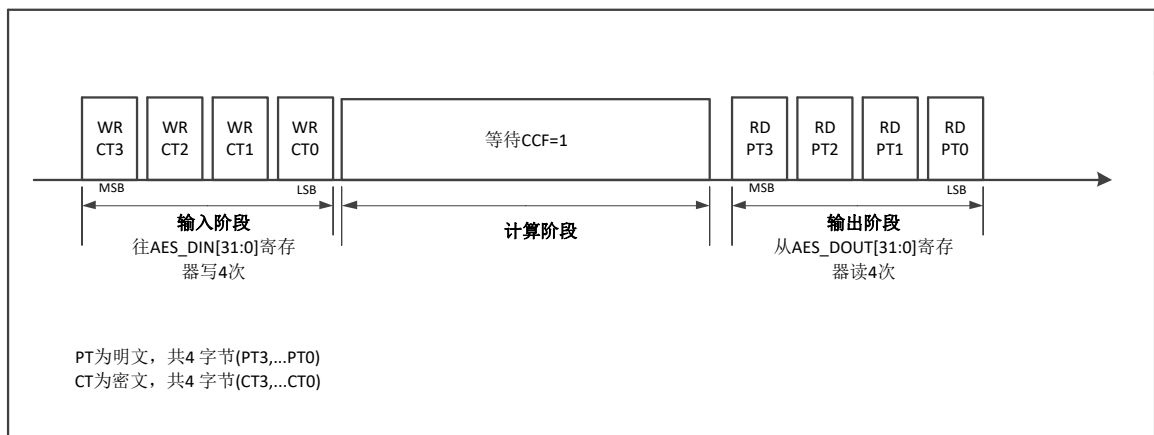 WR CT3
WR CT2
WR CT1
WR CT0
等待CCF=1
RD PT3
RD PT2
RD PT1
RD PT0
MSB
LSB
MSB
LSB
输入阶段
往AES_DIN[31:0]寄存
器写4次
计算阶段
输出阶段
从AES_DOUT[31:0]寄存
器读4次
PT为明文，共4 字节(PT3,...PT0)
CT为密文，共4 字节(CT3,...CT0)